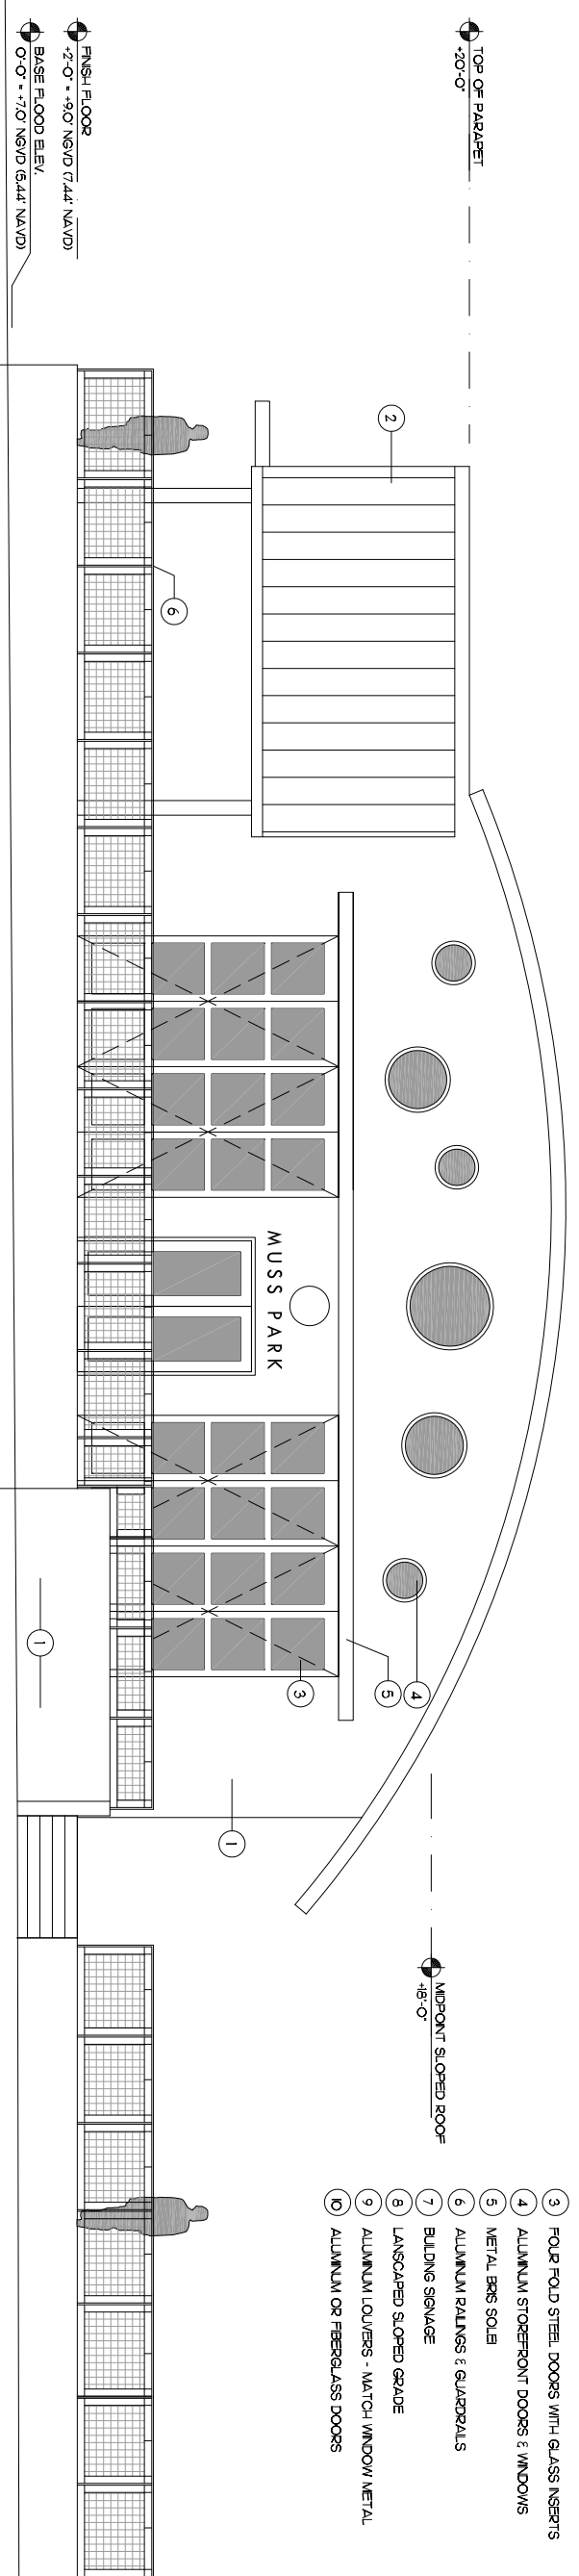 TOP OF PARAPET
+20'-0"
FINISH FLOOR
+2'-0" = +9.0' NGVD (7.44' NAVD)
BASE FLOOD ELEV.
0'-0" = +7.0' NGVD (5.44' NAVD)
2
6
MUSS PARK
3
5
4
1
1
MIDPOINT SLOPED ROOF
+18'-0"
3 FOUR FOLD STEEL DOORS WITH GLASS INSERTS
4 ALUMINUM STOREFRONT DOORS & WINDOWS
5 METAL BRIS SOLEI
6 ALUMINUM RAILINGS & GUARDRAILS
7 BUILDING SIGNAGE
8 LANSCAPED SLOPED GRADE
9 ALUMINUM LOUVERS - MATCH WINDOW METAL
10 ALUMINUM OR FIBERGLASS DOORS